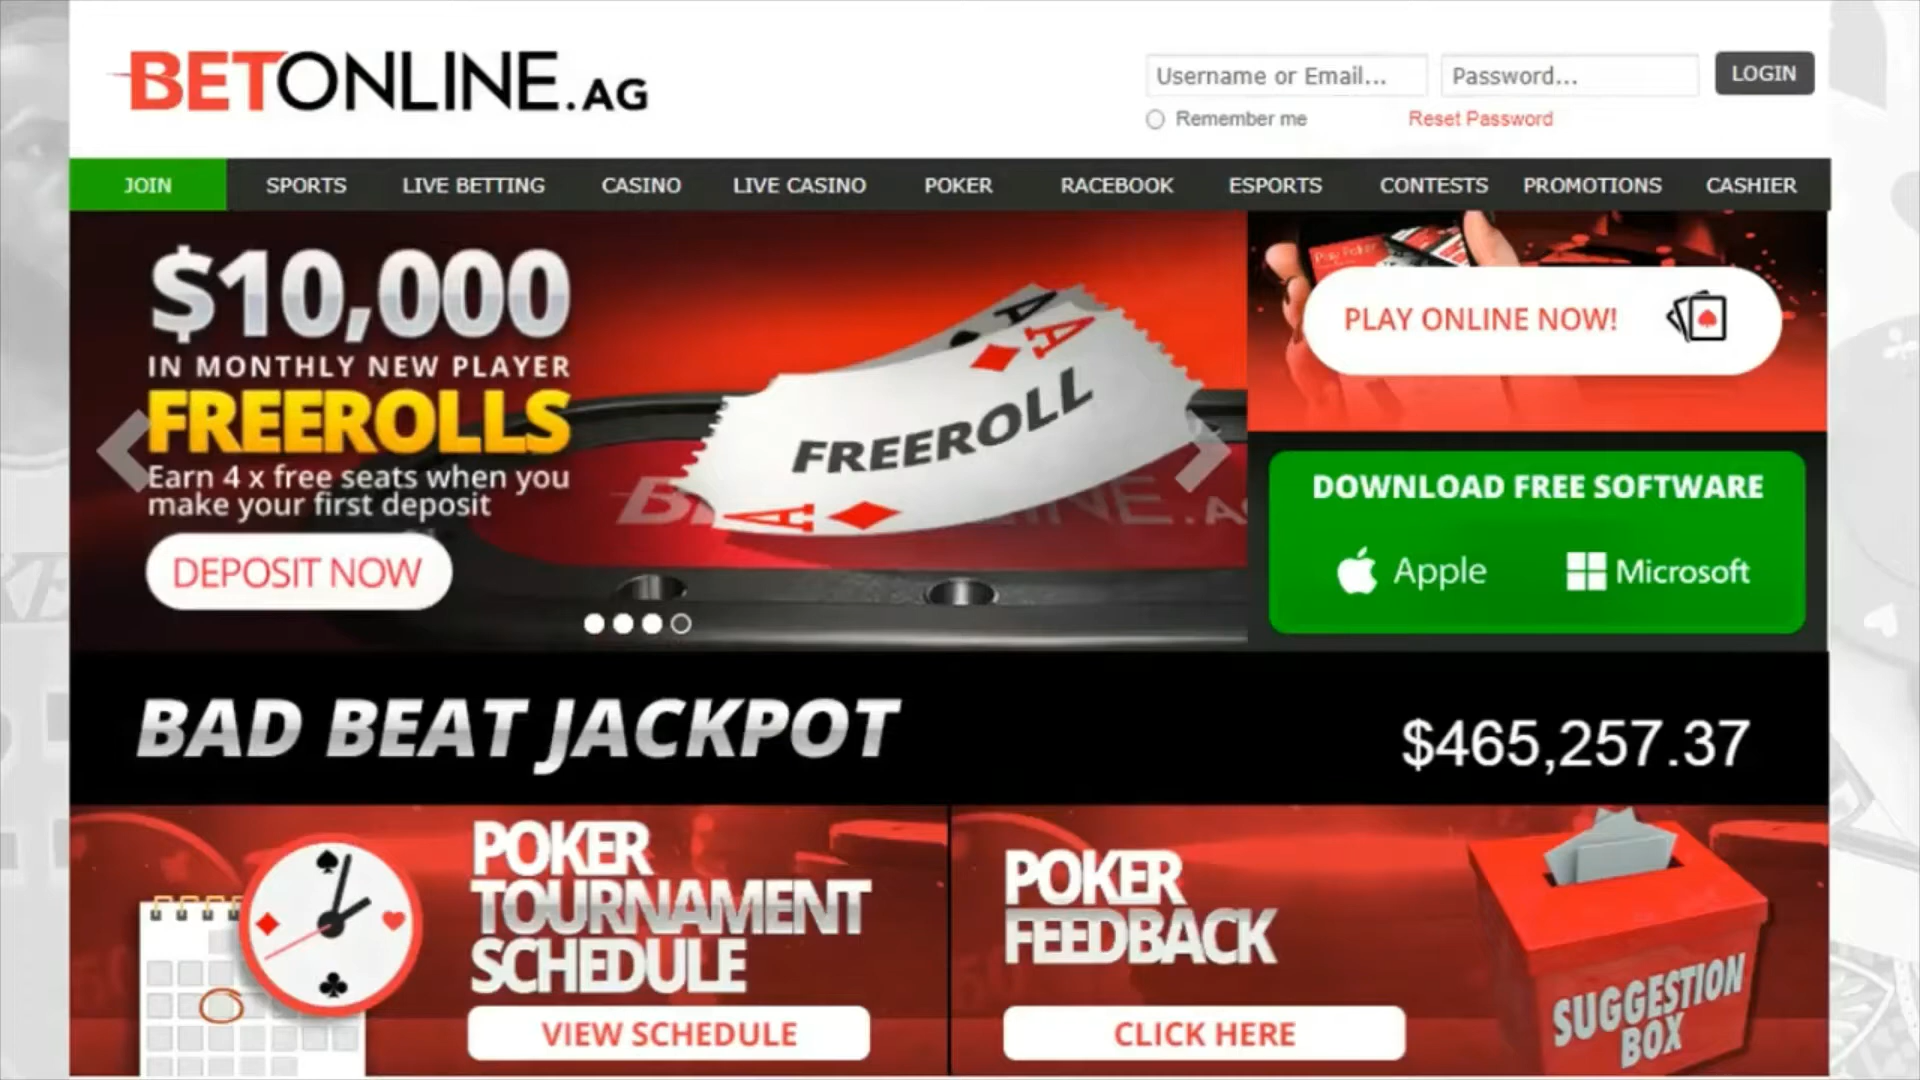 BETONLINE.AG
Username or Email...
Password...
LOGIN
Remember me
Reset Password
JOIN
SPORTS
LIVE BETTING
CASINO
LIVE CASINO
POKER
RACEBOOK
ESPORTS
CONTESTS
PROMOTIONS
CASHIER
$10,000
IN MONTHLY NEW PLAYER
FREEROLLS
Earn 4 x free seats when you
make your first deposit
DEPOSIT NOW
A
A
FREEROLL
A
Play Poker
PLAY ONLINE NOW!
DOWNLOAD FREE SOFTWARE
Apple
Microsoft
BAD BEAT JACKPOT
$465,257.37
POKER
TOURNAMENT
SCHEDULE
VIEW SCHEDULE
POKER
FEEDBACK
CLICK HERE
SUGGESTION
BOX